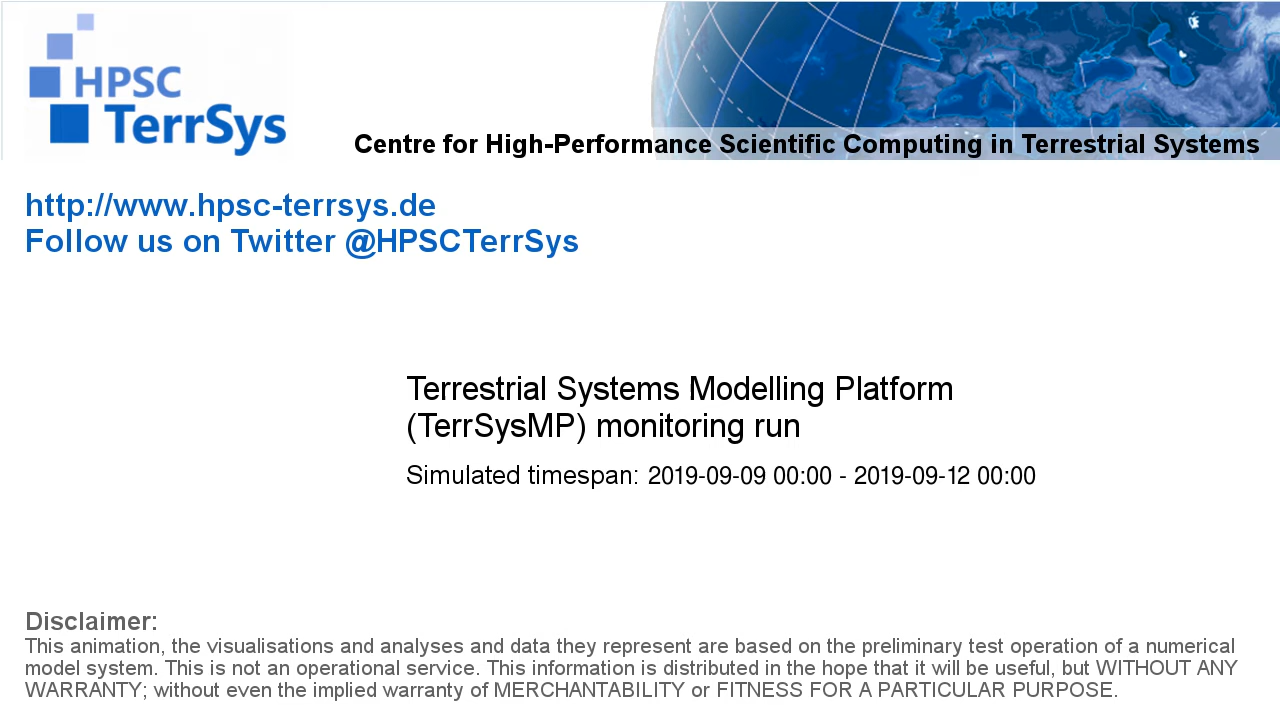 HPSC
TerrSys
Centre for High-Performance Scientific Computing in Terrestrial Systems
http://www.hpsc-terrsys.de
Follow us on Twitter @HPSCTerrSys
Terrestrial Systems Modelling Platform
(TerrSysMP) monitoring run
Simulated timespan: 2019-09-09 00:00 - 2019-09-12 00:00
Disclaimer:
This animation, the visualisations and analyses and data they represent are based on the preliminary test operation of a numerical
model system. This is not an operational service. This information is distributed in the hope that it will be useful, but WITHOUT ANY
WARRANTY; without even the implied warranty of MERCHANTABILITY or FITNESS FOR A PARTICULAR PURPOSE.